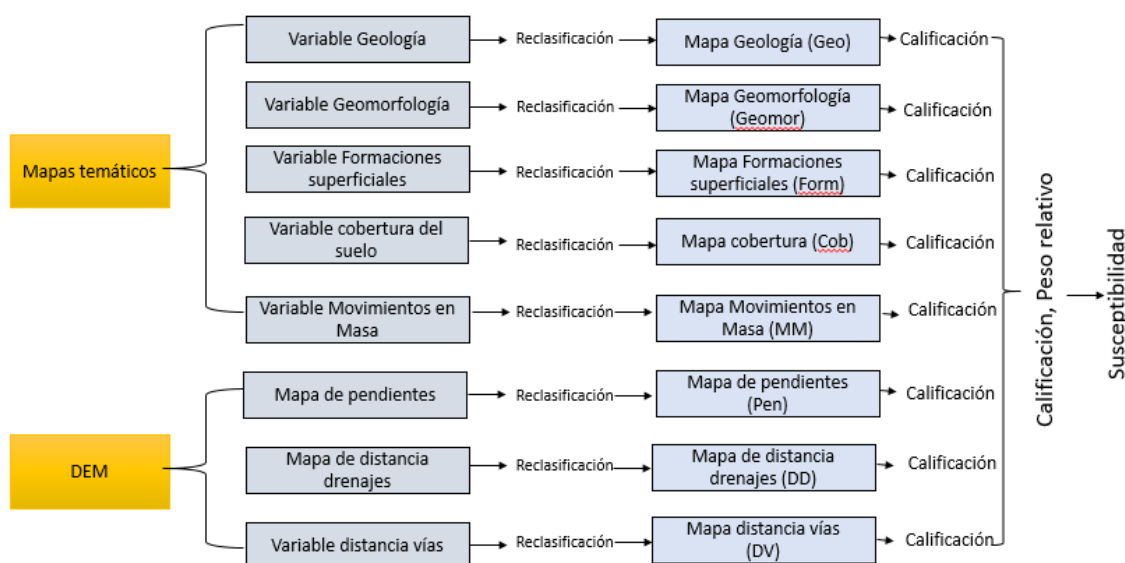 Variable Geología
Reclasificación
Mapa Geología (Geo)
Calificación
Variable Geomorfología
Reclasificación
Mapa Geomorfología
(Geomor)
Calificación
Mapas temáticos
Variable Formaciones
superficiales
Reclasificación
Mapa Formaciones
superficiales (Form)
Calificación
Variable cobertura del
suelo
Reclasificación
Mapa cobertura (Cob)
Calificación
Variable Movimientos en
Masa
Reclasificación
Mapa Movimientos en
Masa (MM)
Calificación
Mapa de pendientes
Reclasificación
Mapa de pendientes
(Pen)
Calificación
DEM
Mapa de distancia
drenajes
Reclasificación
Mapa de distancia
drenajes (DD)
Calificación
Variable distancia vías
Reclasificación
Mapa distancia vías
(DV)
Calificación
Calificación, Peso relativo
Susceptibilidad